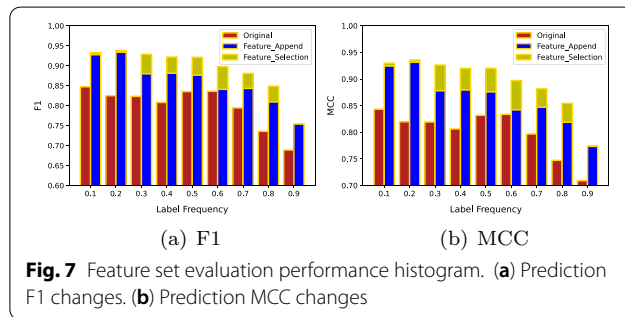 1.00
0.95
0.90
0.85
0.80
0.75
0.70
0.65
0.60
F1
Original
Feature_Append
Feature_Selection
0.1 0.2 0.3 0.4 0.5 0.6 0.7 0.8 0.9
Label Frequency
(a) F1
1.00
0.95
0.90
0.85
0.80
0.75
0.70
MCC
Original
Feature_Append
Feature_Selection
0.1 0.2 0.3 0.4 0.5 0.6 0.7 0.8 0.9
Label Frequency
(b) MCC
Fig. 7 Feature set evaluation performance histogram. (a) Prediction
F1 changes. (b) Prediction MCC changes